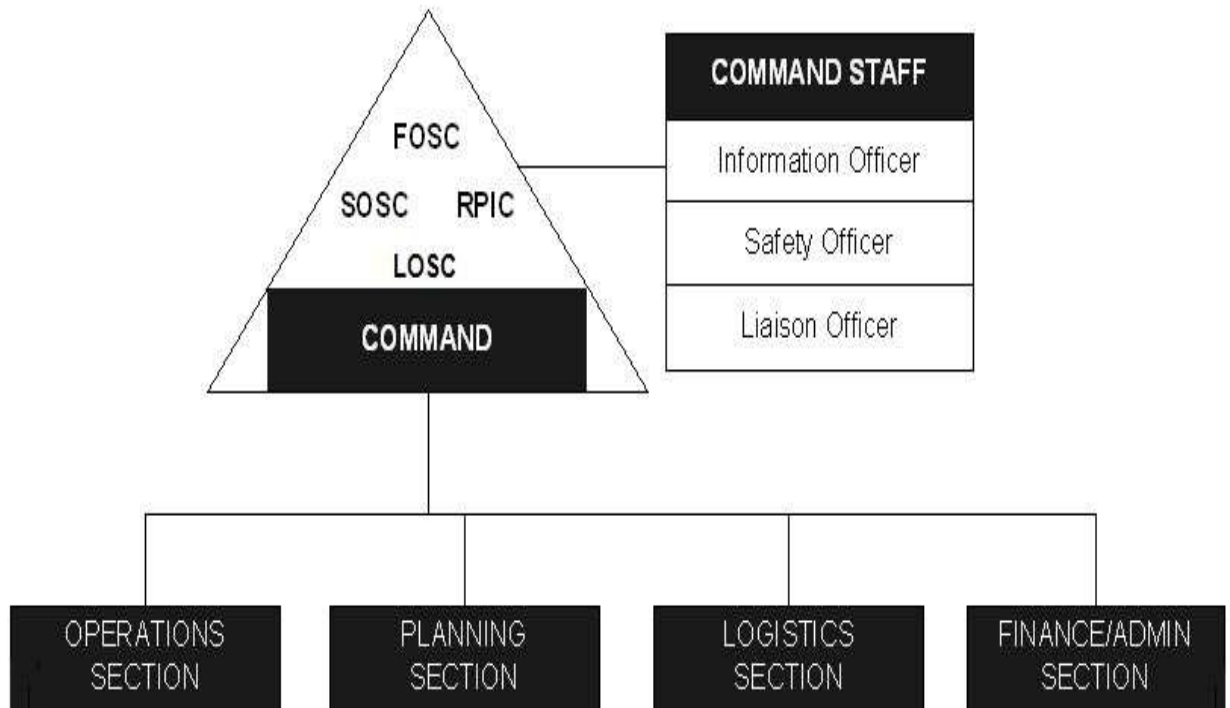 FOSC
SOSC RPIC
LOSC
COMMAND
COMMAND STAFF
Information Officer
Safety Officer
Liaison Officer
OPERATIONS
SECTION
PLANNING
SECTION
LOGISTICS
SECTION
FINANCE/ADMIN
SECTION